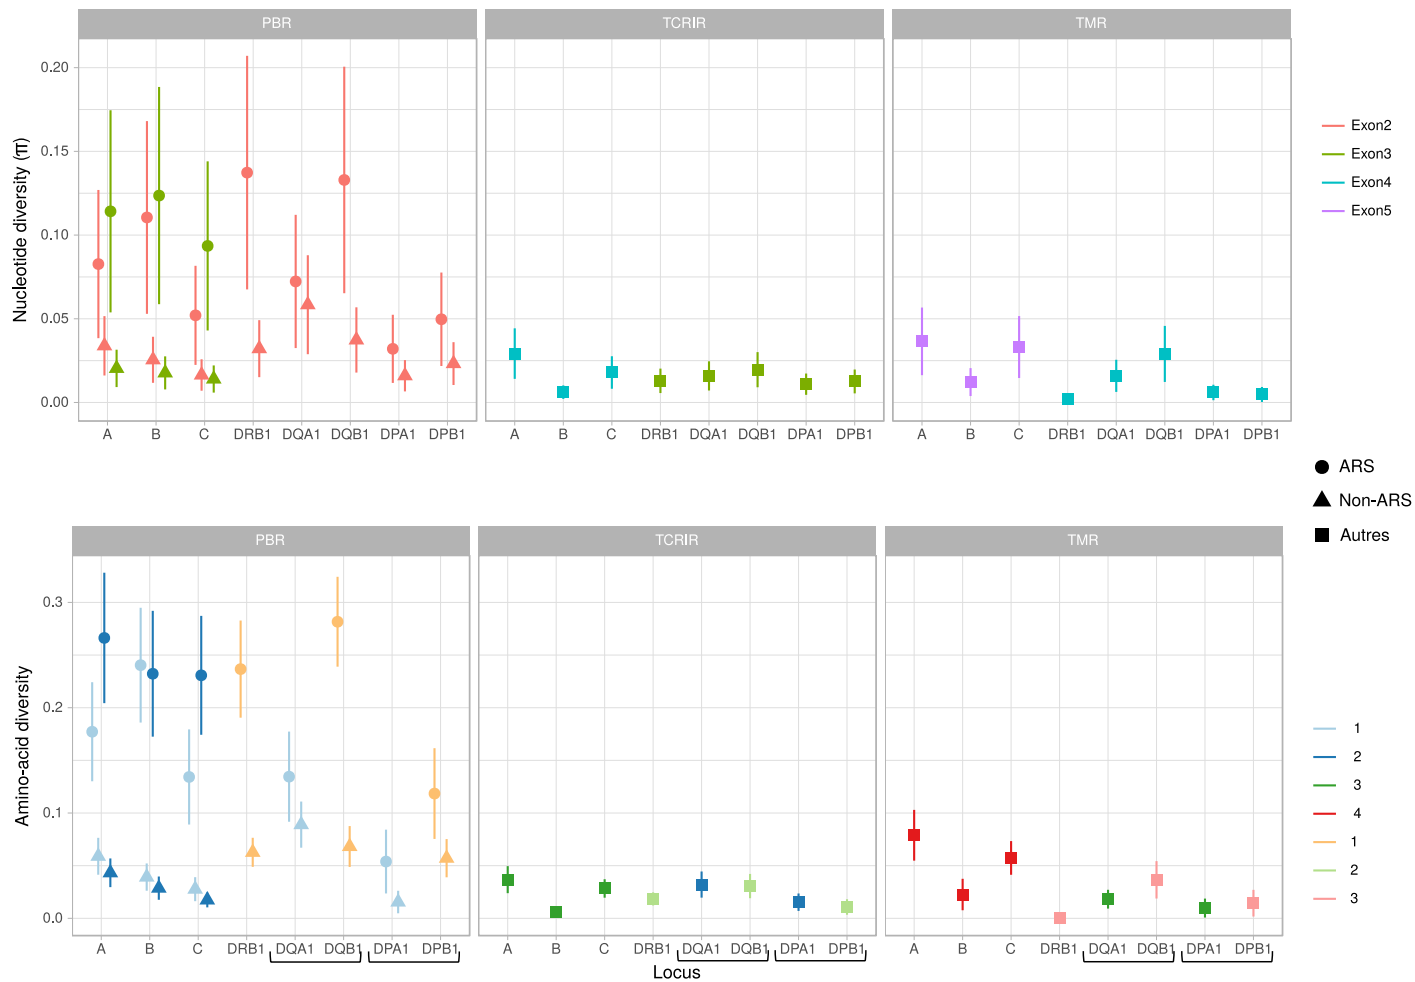 PBR TCRIR TMR
Nucleotide diversity (π)
0.20
0.15
0.10
0.05
0.00
A B C DRB1 DQA1 DQB1 DPA1 DPB1 A B C DRB1 DQA1 DQB1 DPA1 DPB1 A B C DRB1 DQA1 DQB1 DPA1 DPB1
Exon2
Exon3
Exon4
Exon5
ARS
Non-ARS
Autres
PBR TCRIR TMR
Amino-acid diversity
0.3
0.2
0.1
0.0
A B C DRB1 DQA1 DQB1 DPA1 DPB1 A B C DRB1 DQA1 DQB1 DPA1 DPB1 A B C DRB1 DQA1 DQB1 DPA1 DPB1
Locus
1
2
3
4
1
2
3